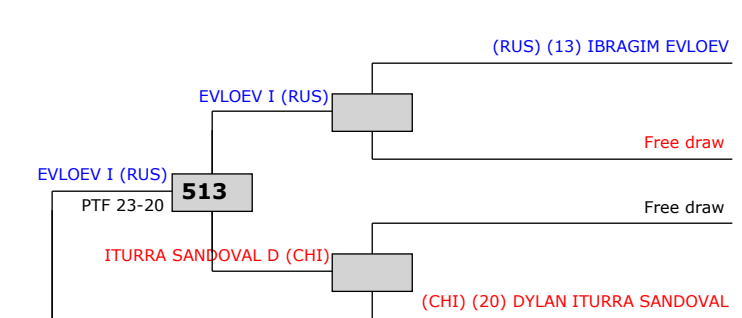 (RUS) (13) IBRAGIM EVLOEV
EVLOEV I (RUS)
Free draw
EVLOEV I (RUS)
513
PTF 23-20
Free draw
ITURRA SANDOVAL D (CHI)
(CHI) (20) DYLAN ITURRA SANDOVAL